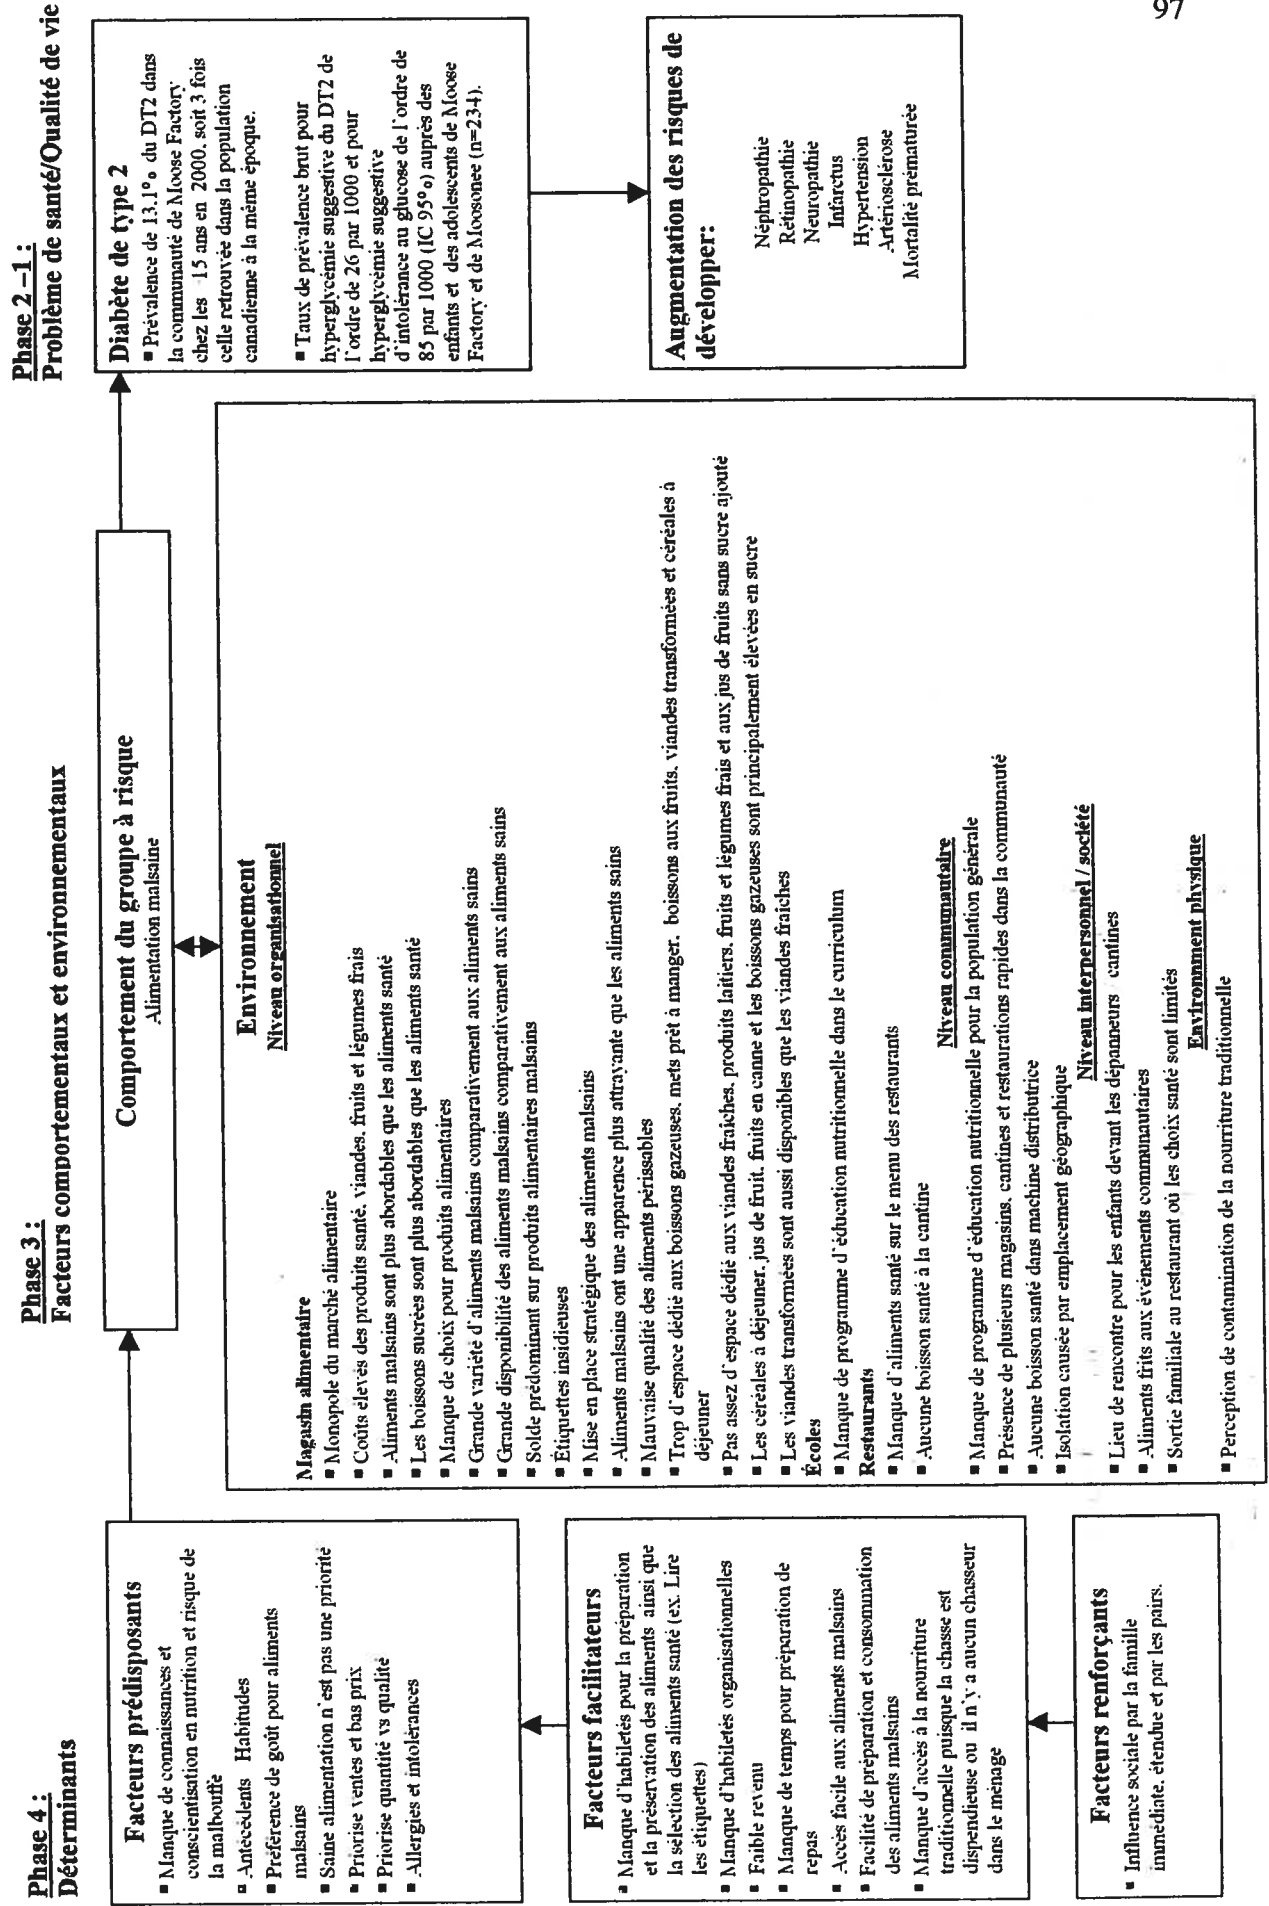 97
Phase 4 :
Déterminants
Facteurs prédisposants
▪ Manque de connaissances et
conscientisation en nutrition et risque de
la malbouffe
▪ Antécédents Habitudes
▪ Préférence de goût pour aliments
malsains
▪ Saine alimentation n'est pas une priorité
▪ Priorise ventes et bas prix
▪ Priorise quantité vs qualité
▪ Allergies et intolérances
Facteurs facilitateurs
▪ Manque d'habiletés pour la préparation
et la préservation des aliments ainsi que
la sélection des aliments santé (ex. Lire
les étiquettes)
▪ Manque d'habiletés organisationnelles
▪ Faible revenu
▪ Manque de temps pour préparation de
repas
▪ Accès facile aux aliments malsains
▪ Facilité de préparation et consommation
des aliments malsains
▪ Manque d'accès à la nourriture
traditionnelle puisque la chasse est
dispendieuse ou il n'y a aucun chasseur
dans le ménage
Facteurs renforçants
▪ Influence sociale par la famille
immédiate, étendue et par les pairs.
Phase 3 :
Facteurs comportementaux et environnementaux
Comportement du groupe à risque
Alimentation malsaine
Environnement
Niveau organisationnel
Magasin alimentaire
▪ Monopole du marché alimentaire
▪ Coûts élevés des produits santé, viandes, fruits et légumes frais
▪ Aliments malsains sont plus abordables que les aliments santé
▪ Les boissons sucrées sont plus abordables que les aliments santé
▪ Manque de choix pour produits alimentaires
▪ Grande variété d'aliments malsains comparativement aux aliments sains
▪ Grande disponibilité des aliments malsains comparativement aux aliments sains
▪ Solde prédominant sur produits alimentaires malsains
▪ Étiquettes insidieuses
▪ Mise en place stratégique des aliments malsains
▪ Aliments malsains ont une apparence plus attrayante que les aliments sains
▪ Mauvaise qualité des aliments périssables
▪ Trop d'espace dédié aux boissons gazeuses, mets prêt à manger, boissons aux fruits, viandes transformées et céréales à
déjeuner
▪ Pas assez d'espace dédié aux viandes fraiches, produits laitiers, fruits et légumes frais et aux jus de fruits sans sucre ajouté
▪ Les céréales à déjeuner, jus de fruit, fruits en canne et les boissons gazeuses sont principalement élevées en sucre
▪ Les viandes transformées sont aussi disponibles que les viandes fraiches
Écoles
▪ Manque de programme d'éducation nutritionnelle dans le curriculum
Restaurants
▪ Manque d'aliments santé sur le menu des restaurants
▪ Aucune boisson santé à la cantine
Niveau communautaire
▪ Manque de programme d'éducation nutritionnelle pour la population générale
▪ Présence de plusieurs magasins, cantines et restaurations rapides dans la communauté
▪ Aucune boisson santé dans machine distributrice
▪ Isolation causée par emplacement géographique
Niveau interpersonnel / société
▪ Lieu de rencontre pour les enfants devant les dépanneurs cantines
▪ Aliments frits aux évènements communautaires
▪ Sortie familiale au restaurant où les choix santé sont limités
Environnment physique
▪ Perception de contamination de la nourriture traditionnelle
Phase 2 –1 :
Problème de santé/Qualité de vie
Diabète de type 2
▪ Prévalence de 13.1% du DT2 dans
la communauté de Moose Factory
chez les 15 ans en 2000, soit 3 fois
celle retrouvée dans la population
canadienne à la même époque.
▪ Taux de prévalence brut pour
hyperglycémie suggestive du DT2 de
l'ordre de 26 par 1000 et pour
hyperglycémie suggestive
d'intolérance au glucose de l'ordre de
85 par 1000 (IC 95%) auprès des
enfants et des adolescents de Moose
Factory et de Moosonee (n=234).
Augmentation des risques de
développer:
Néphropathie
Rétinopathie
Neuropathie
Infarctus
Hypertension
Artériosclérose
Mortalité prématurée